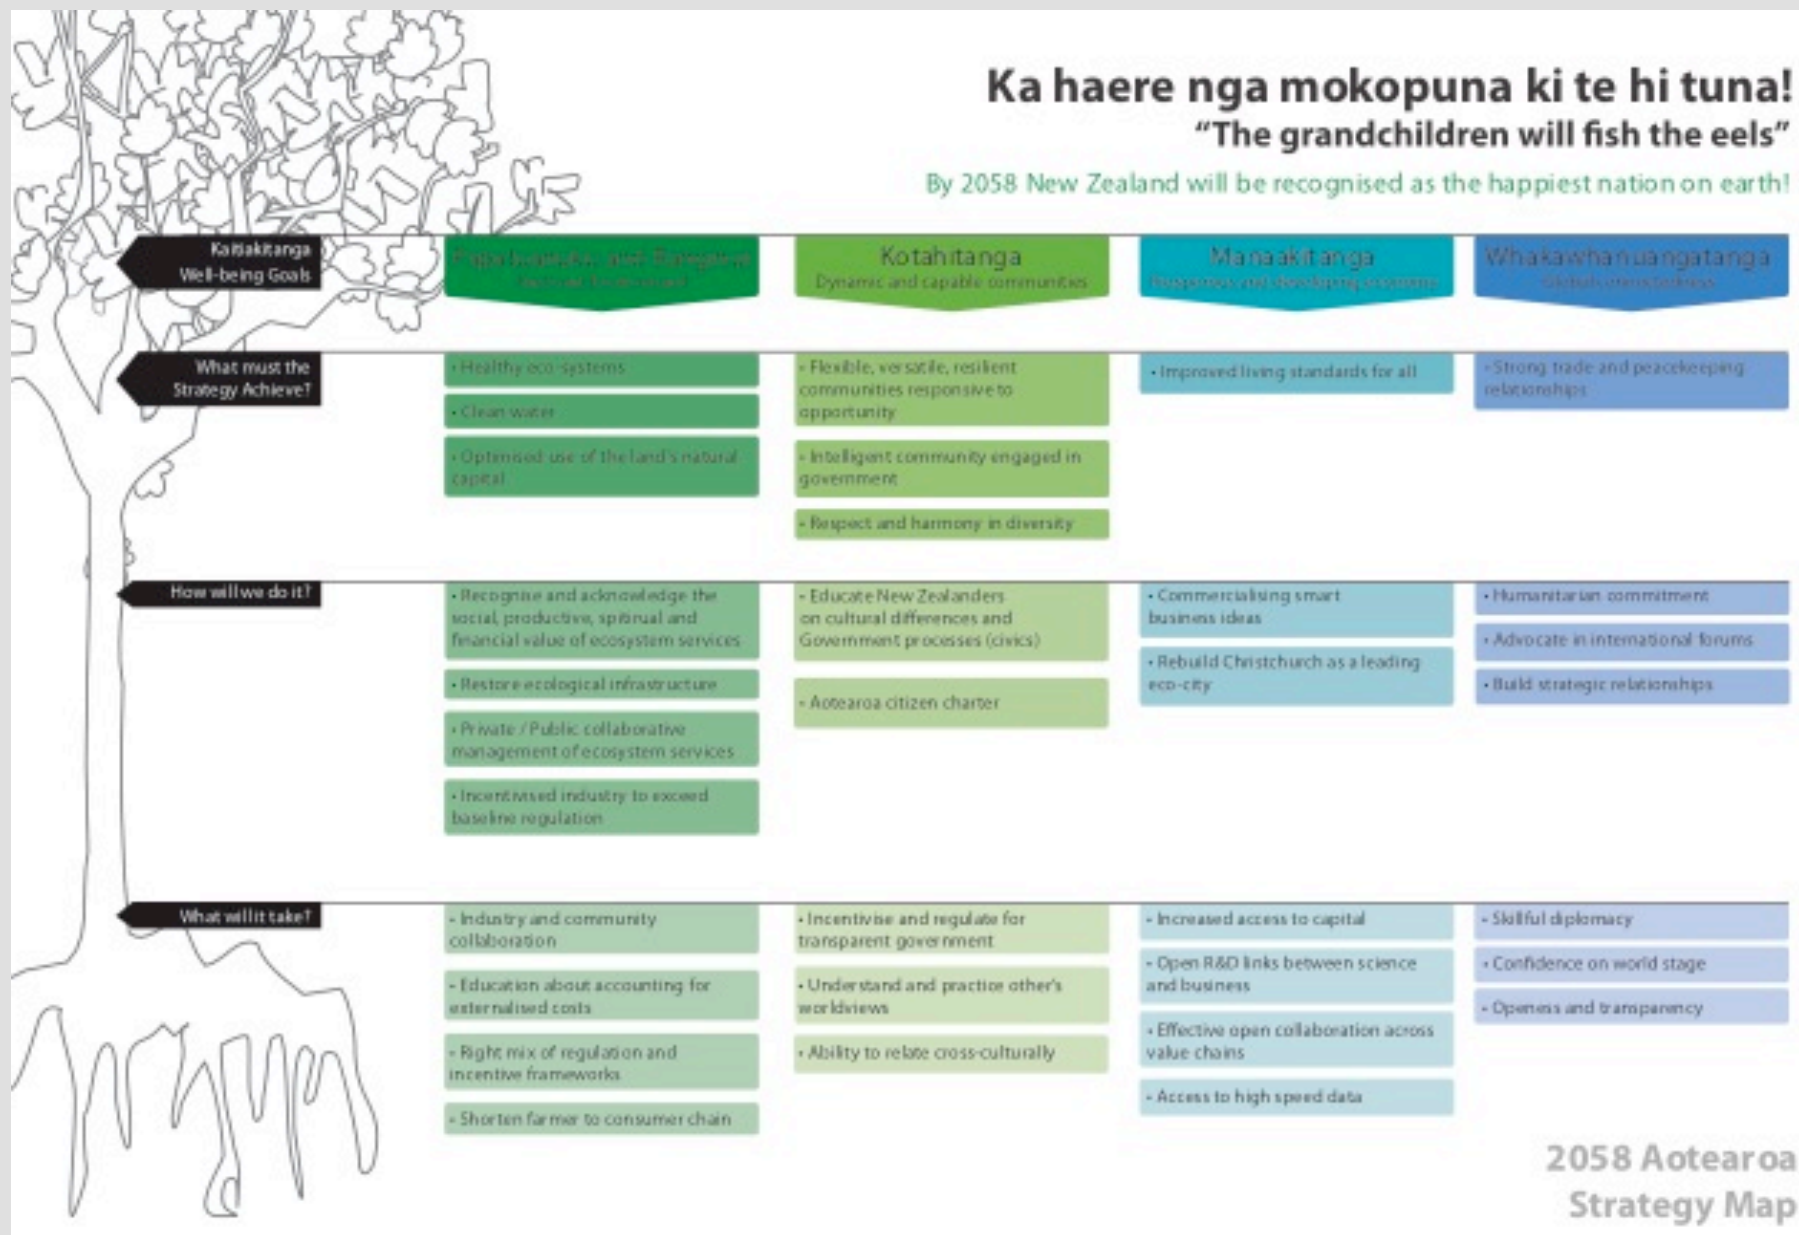 Ka haere nga mokopuna ki te hi tuna!
“The grandchildren will fish the eels”
By 2058 New Zealand will be recognised as the happiest nation on earth!
Kaitiakitanga
Well-being Goals
and
Kotahitanga
Dynamic and capable communities
Manaakitanga
and developing
Whakawhanuangatanga
Global connectedness
What must the
Strategy Achieve?
• Healthy eco-systems
• Clean water
• Optimised use of the land's natural
capital
• Flexible, versatile, resilient
communities responsive to
opportunity
• Intelligent community engaged in
government
• Respect and harmony in diversity
• Improved living standards for all
• Strong trade and peacekeeping
relationships
How will we do it?
• Recognise and acknowledge the
social, productive, spitirual and
financial value of ecosystem services
• Restore ecological infrastructure
• Private / Public collaborative
management of ecosystem services
• Incentivised industry to exceed
baseline regulation
• Educate New Zealanders
on cultural differences and
Government processes (civics)
• Aotearoa citizen charter
• Commercialising smart
business ideas
• Rebuild Christchurch as a leading
eco-city
• Humanitarian commitment
• Advocate in international forums
• Build strategic relationships
What will it take?
• Industry and community
collaboration
• Education about accounting for
externalised costs
• Right mix of regulation and
incentive frameworks
• Shorten farmer to consumer chain
• Incentivise and regulate for
transparent government
• Understand and practice other's
worldviews
• Ability to relate cross-culturally
• Increased access to capital
• Open R&D links between science
and business
• Effective open collaboration across
value chains
• Access to high speed data
• Skillful diplomacy
• Confidence on world stage
• Openess and transparency
2058 Aotearoa
Strategy Map